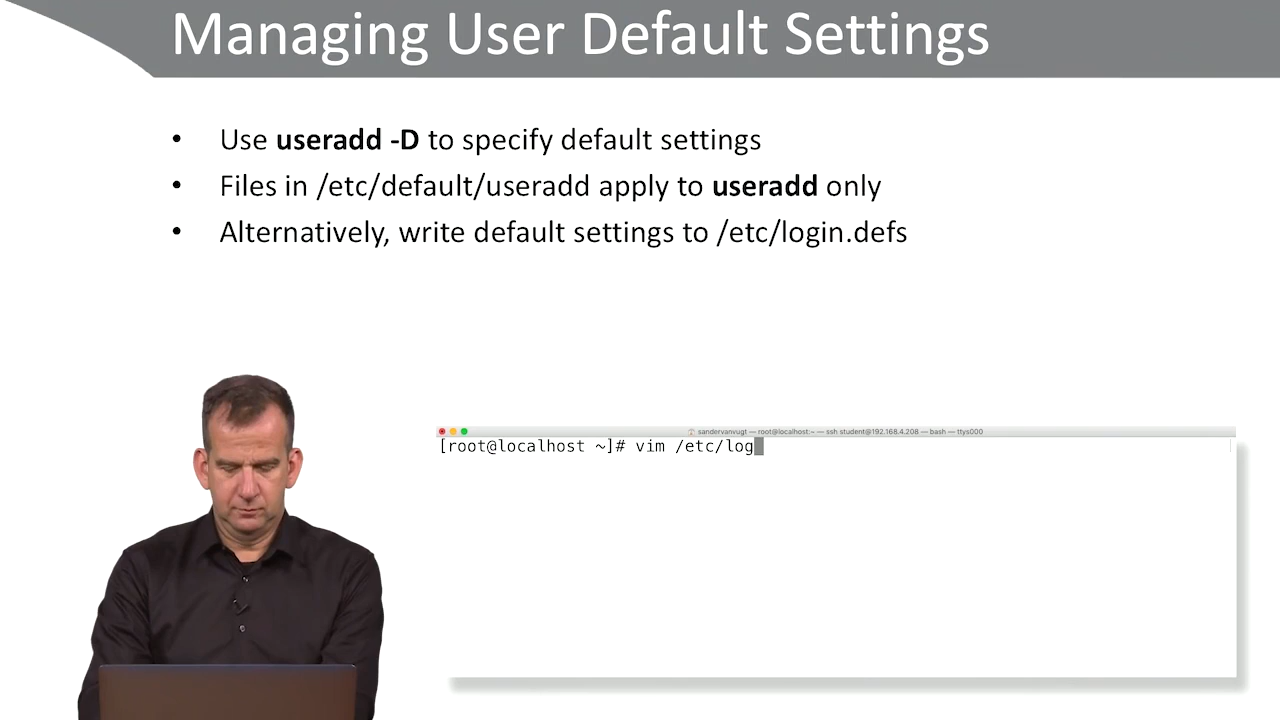 Managing User Default Settings
• Use useradd -D to specify default settings
• Files in /etc/default/useradd apply to useradd only
• Alternatively, write default settings to /etc/login.defs
sandervanvugt — root@localhost:~ — ssh student@192.168.4.208 — bash — ttys000
[root@localhost ~]# vim /etc/log